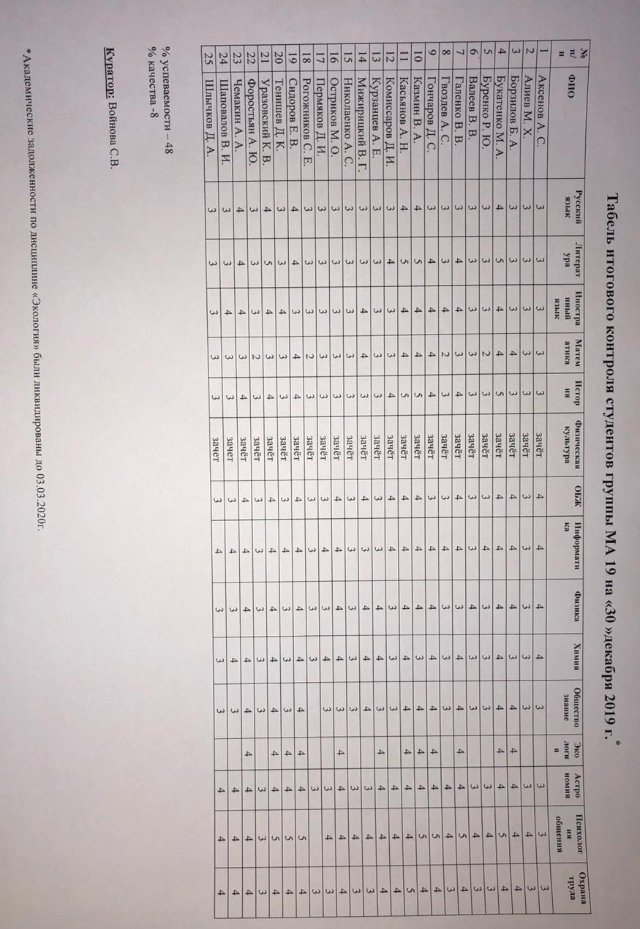 Табель итогового контроля студентов группы МА 19 на «30 »декабря 2019 г. *
№ п/п ФИО Русский язык Литература Иностранный язык Математика История Физическая культура ОБЖ Информатика Физика Химия Обществознание Экология Астрономия Психология общения Охрана труда
1 Аксенов А. С. 3 3 3 3 3 зачёт 4 4 4 4 3 3 3 3
2 Алиев М. Х. 3 3 3 3 3 зачёт 3 3 3 3 3 3 4 4
3 Борзилов Б. А. 3 3 3 4 3 зачёт 4 4 4 3 4 4 4 4 4
4 Букатенко М. А. 4 5 4 4 5 зачёт 4 4 4 4 4 4 4 5 4
5 Буренко Р. Ю. 3 3 3 2 3 зачёт 3 4 3 3 3 4 3
6 Валеев В. В. 3 3 3 3 3 зачёт 3 3 4 3 3 3 4 3
7 Галенко В. В. 3 4 4 3 4 зачёт 4 4 3 4 4 4 4 5 4
8 Гвоздев А. С. 3 3 4 2 3 зачёт 3 4 3 3 3 4 4 3
9 Гончаров Д. С. 3 4 4 4 4 зачёт 3 4 4 4 4 4 4 5 4
10 Казмин В. А. 4 5 4 4 5 зачёт 4 4 4 3 4 4 4 5 4
11 Касьянов А. Н. 4 5 4 4 5 зачёт 4 4 4 4 4 4 4 4 5
12 Комиссаров Д. И. 3 4 3 3 4 зачёт 4 4 3 3 3 4 4 4
13 Курзанцев А. Е. 3 3 3 3 3 зачёт 3 3 4 4 3 4 4 4 4
14 Мижирицкий В. Г. 3 3 4 4 3 зачёт 4 3 4 4 4 3 4 3
15 Николаенко А. С. 3 3 3 3 3 зачёт 3 3 3 3 3 3 4 3
16 Остриков М. О. 3 3 3 3 3 зачёт 4 4 4 3 3 4 4 4 4
17 Пермяков Д. И. 3 3 3 3 3 зачёт 3 4 3 4 3 3 4 3
18 Рогожников С. Е. 3 3 3 2 3 зачёт 3 3 3 3 3 3
19 Сидоров Е. В. 4 4 3 4 4 зачёт 4 4 4 4 4 4 4 5 4
20 Тенишев Д. К. 3 3 4 3 3 зачёт 3 4 3 3 3 4 4 5 4
21 Уразовский К. В. 4 5 4 3 4 зачёт 4 4 4 4 4 4 4 5 4
22 Форостьян А. Ю. 3 3 3 2 3 зачёт 3 3 3 3 3 3 3 3
23 Чемакин А. А. 4 4 4 3 4 зачёт 4 4 4 4 4 4 4 4 4
24 Шаповалов В. И. 3 3 4 3 3 зачет 3 4 3 4 3 4 4 4
25 Шлычков Д. А. 3 3 3 3 3 зачет 3 4 3 3 3 4 4 4
% успеваемости – 48
% качества -8
Куратор: Войнова С.В.
*Академические задолженности по дисциплине «Экология» были ликвидированы до 03.03.2020г.